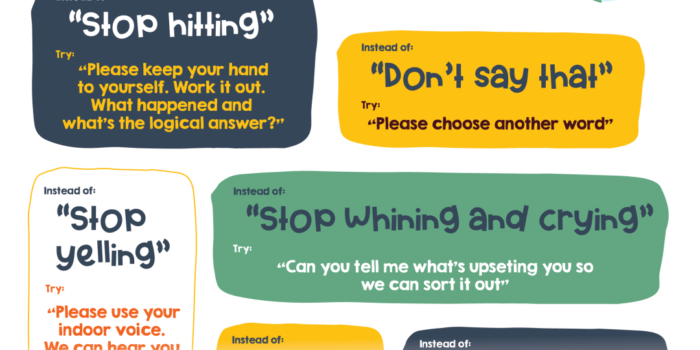 "Stop hitting"
Try:
"Please keep your hand
to yourself. Work it out.
What happened and
what's the logical answer?"
Instead of:
"Don't say that"
Try:
"Please choose another word"
Instead of:
"Stop
yelling"
Try:
"Please use your
indoor voice.
We can hear you
Instead of:
"Stop whining and crying"
Try:
"Can you tell me what's upseting you so
we can sort it out"
Instead of:
Instead of: